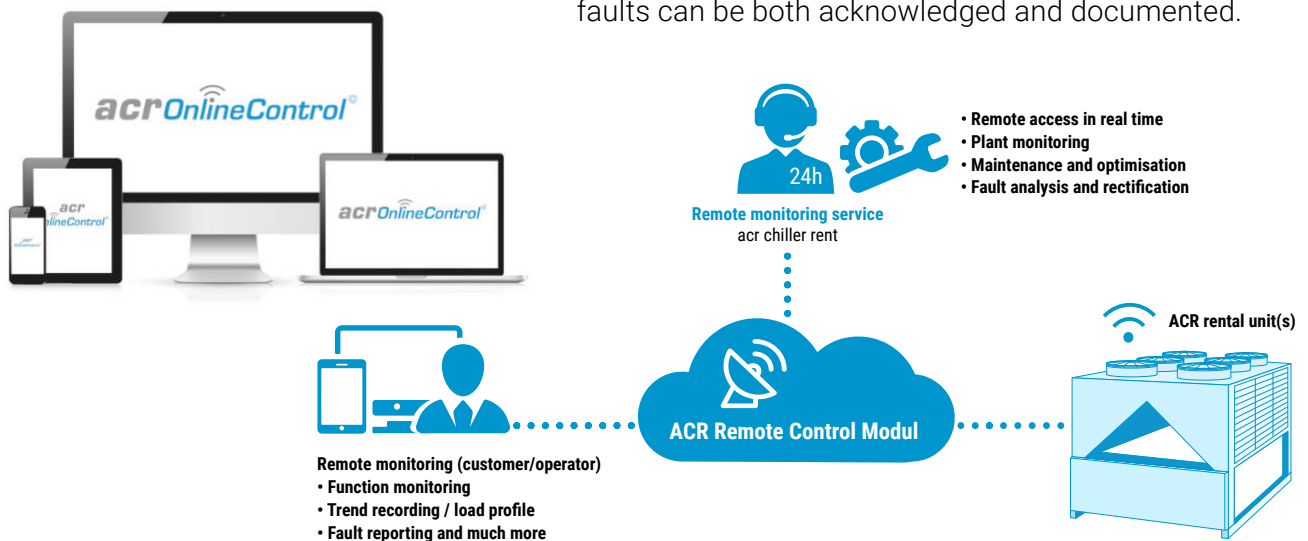 faults can be both acknowledged and documented.
acrOnlineControl©
acr
OnlineControl
acrOnlineControl©
24h
• Remote access in real time
• Plant monitoring
• Maintenance and optimisation
• Fault analysis and rectification
Remote monitoring service
acr chiller rent
ACR rental unit(s)
ACR Remote Control Modul
Remote monitoring (customer/operator)
• Function monitoring
• Trend recording / load profile
• Fault reporting and much more